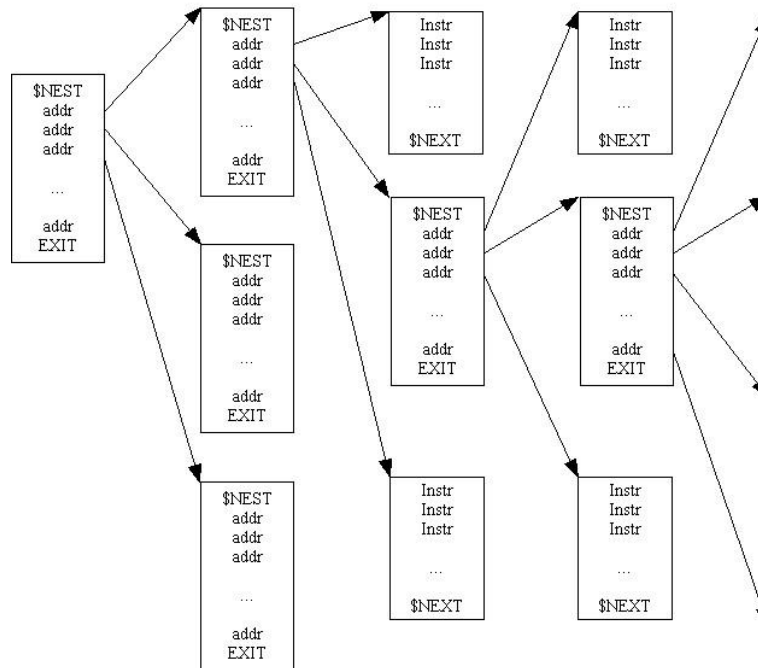 $NEST
addr
addr
addr
...
addr
EXIT
$NEST
addr
addr
addr
...
addr
EXIT
$NEST
addr
addr
addr
...
addr
EXIT
$NEST
addr
addr
addr
...
addr
EXIT
Instr
Instr
Instr
...
$NEXT
$NEST
addr
addr
addr
...
addr
EXIT
Instr
Instr
Instr
...
$NEXT
Instr
Instr
Instr
...
$NEXT
$NEST
addr
addr
addr
...
addr
EXIT
Instr
Instr
Instr
...
$NEXT